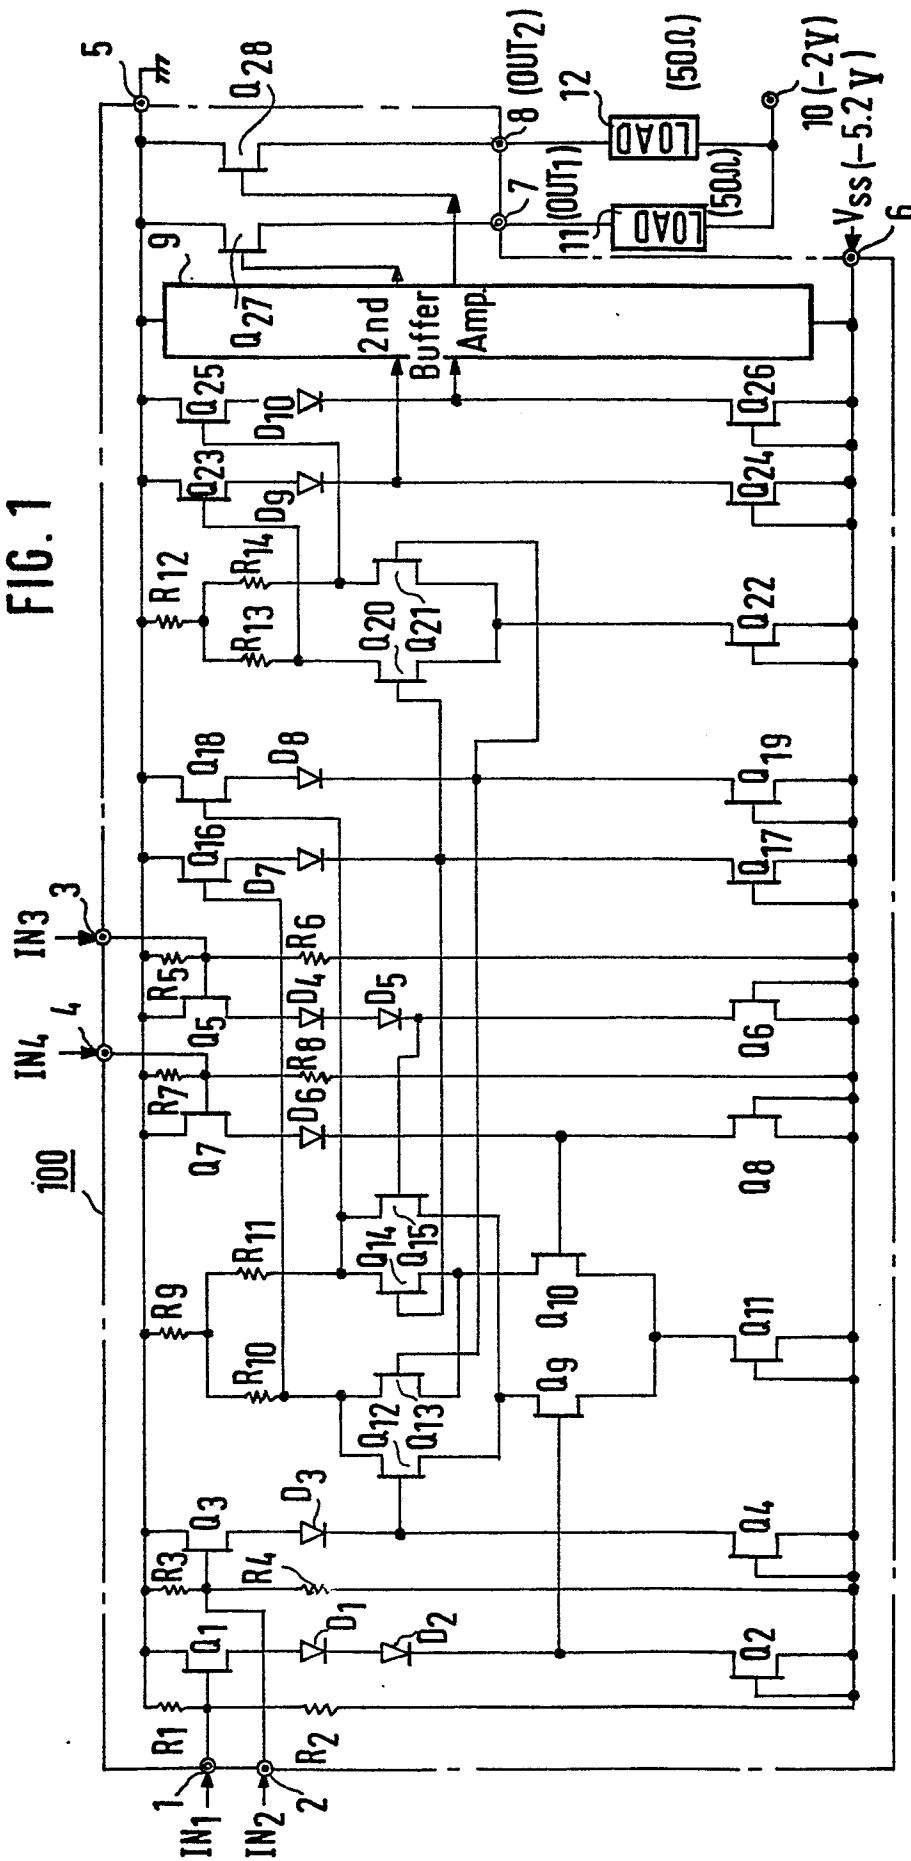 FIG. 1
100
IN1
1
IN2
2
IN4
4
IN3
3
5
R1
R2
Q1
D1
D2
Q2
R3
R4
Q3
D3
Q4
R9
R10
R11
Q12
Q13
Q14
Q15
Q9
Q10
Q11
R7
Q7
R8
D6
Q8
R5
Q5
R6
D4
D5
Q6
Q16
D7
Q17
Q18
D8
Q19
R12
R13
R14
Q20
Q21
Q22
Q23
D9
Q24
Q25
D10
Q26
9
2nd
Buffer
Amp.
Q27
Q28
7 (OUT1)
8 (OUT2)
11
LOAD
(50Ω)
12
LOAD
(50Ω)
10 (-2V)
VSS (-5.2V)
6